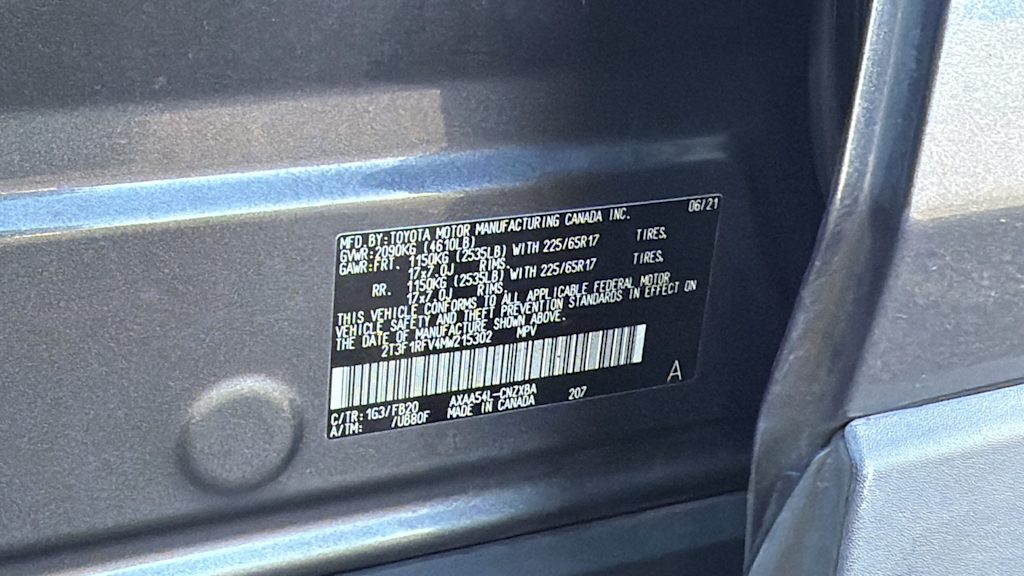 MFD. BY: TOYOTA MOTOR MANUFACTURING CANADA INC. 06/21
GVWR: 2090KG (4610LB)
GAWR: FRT. 1150KG (2535LB) WITH 225/65R17 TIRES,
17x7.0J RIMS
RR. 1150KG (2535LB) WITH 225/65R17 TIRES,
17x7.0J RIMS
THIS VEHICLE CONFORMS TO ALL APPLICABLE FEDERAL MOTOR
VEHICLE SAFETY AND THEFT PREVENTION STANDARDS IN EFFECT ON
THE DATE OF MANUFACTURE SHOWN ABOVE.
2T3F1RFV4MW215302 MPV
A
C/TR: 1G3/FB20 AXAA54L-CNZXBA 207
A/TM: /UB80F MADE IN CANADA